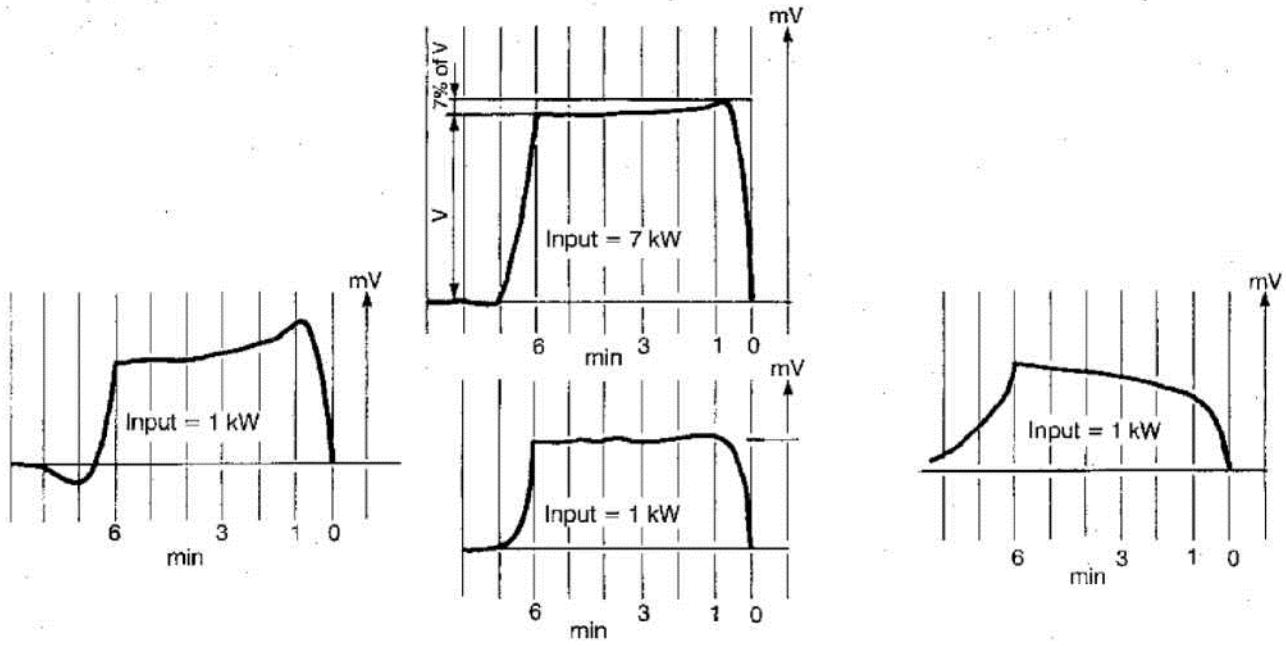 mV
7% of V
V
Input = 7 kW
6 3 1 0
min
mV
Input = 1 kW
6 3 1 0
min
mV
Input = 1 kW
6 3 1 0
min
mV
Input = 1 kW
6 3 1 0
min